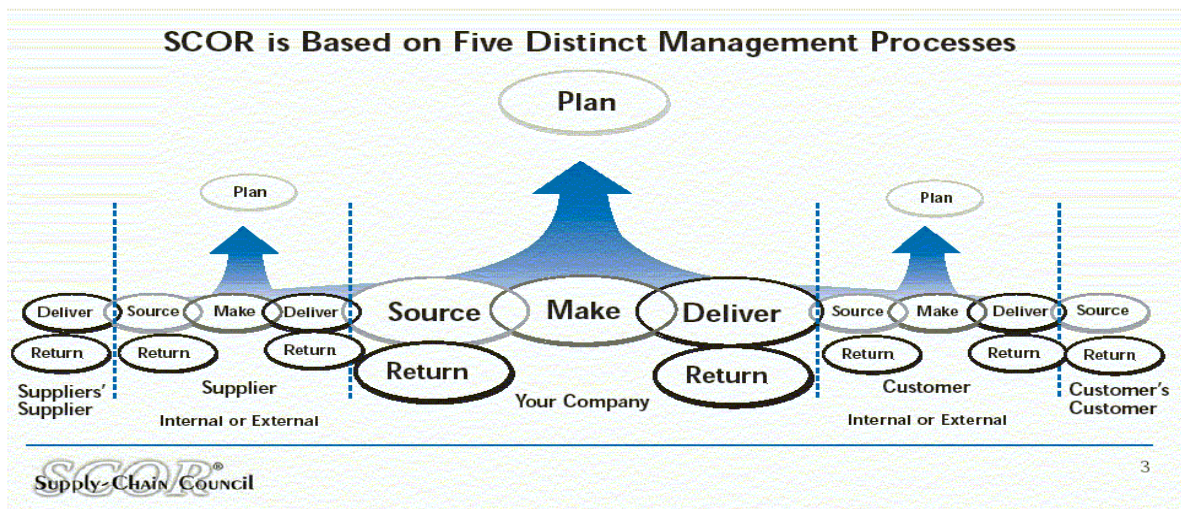 SCOR is Based on Five Distinct Management Processes
Plan
Plan
Plan
Deliver
Source
Make
Deliver
Source
Make
Deliver
Source
Make
Deliver
Source
Return
Return
Return
Return
Return
Return
Return
Return
Suppliers'
Supplier
Supplier
Internal or External
Your Company
Customer
Internal or External
Customer's
Customer
SCOR®
Supply-Chain Council
3